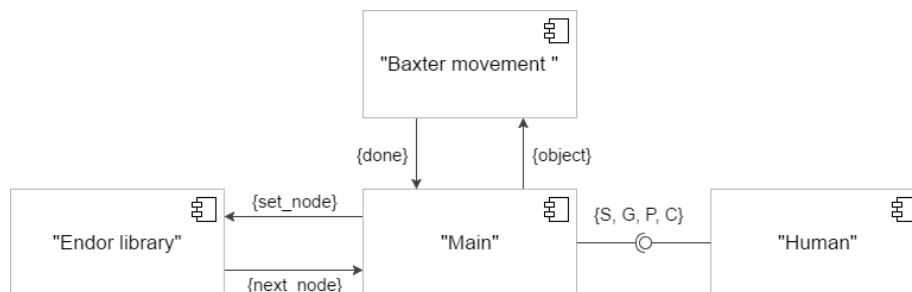 "Baxter movement "
{done}
{object}
{set_node}
{S, G, P, C}
"Endor library"
"Main"
"Human"
{next_node}